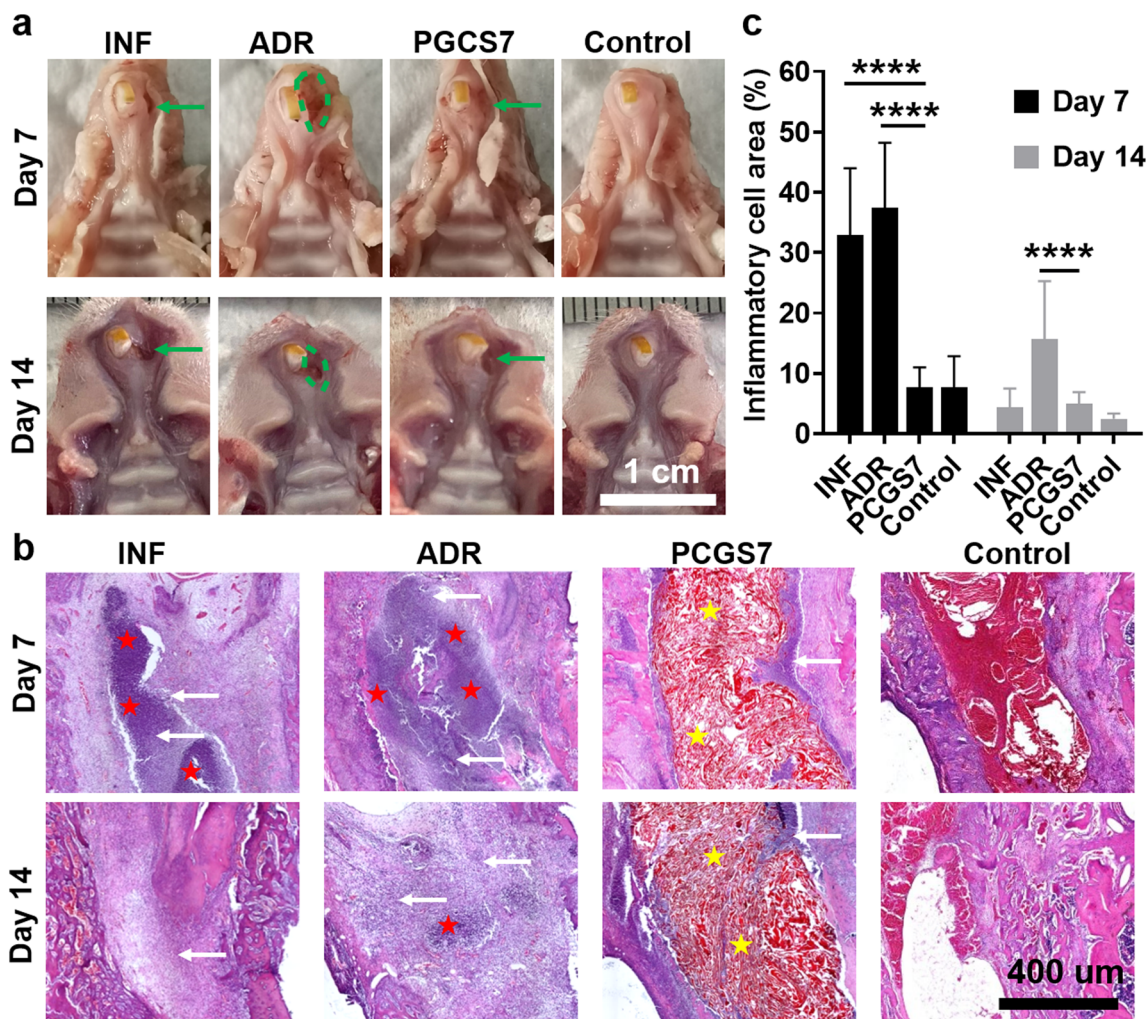 a
INF ADR PGCS7 Control
Day 7
Day 14
1 cm
c
Inflammatory cell area (%)
60
50
40
30
20
10
0
****
****
****
Day 7
Day 14
INF
ADR
PCGS7
Control
INF
ADR
PCGS7
Control
b
INF ADR PCGS7 Control
Day 7
Day 14
400 um